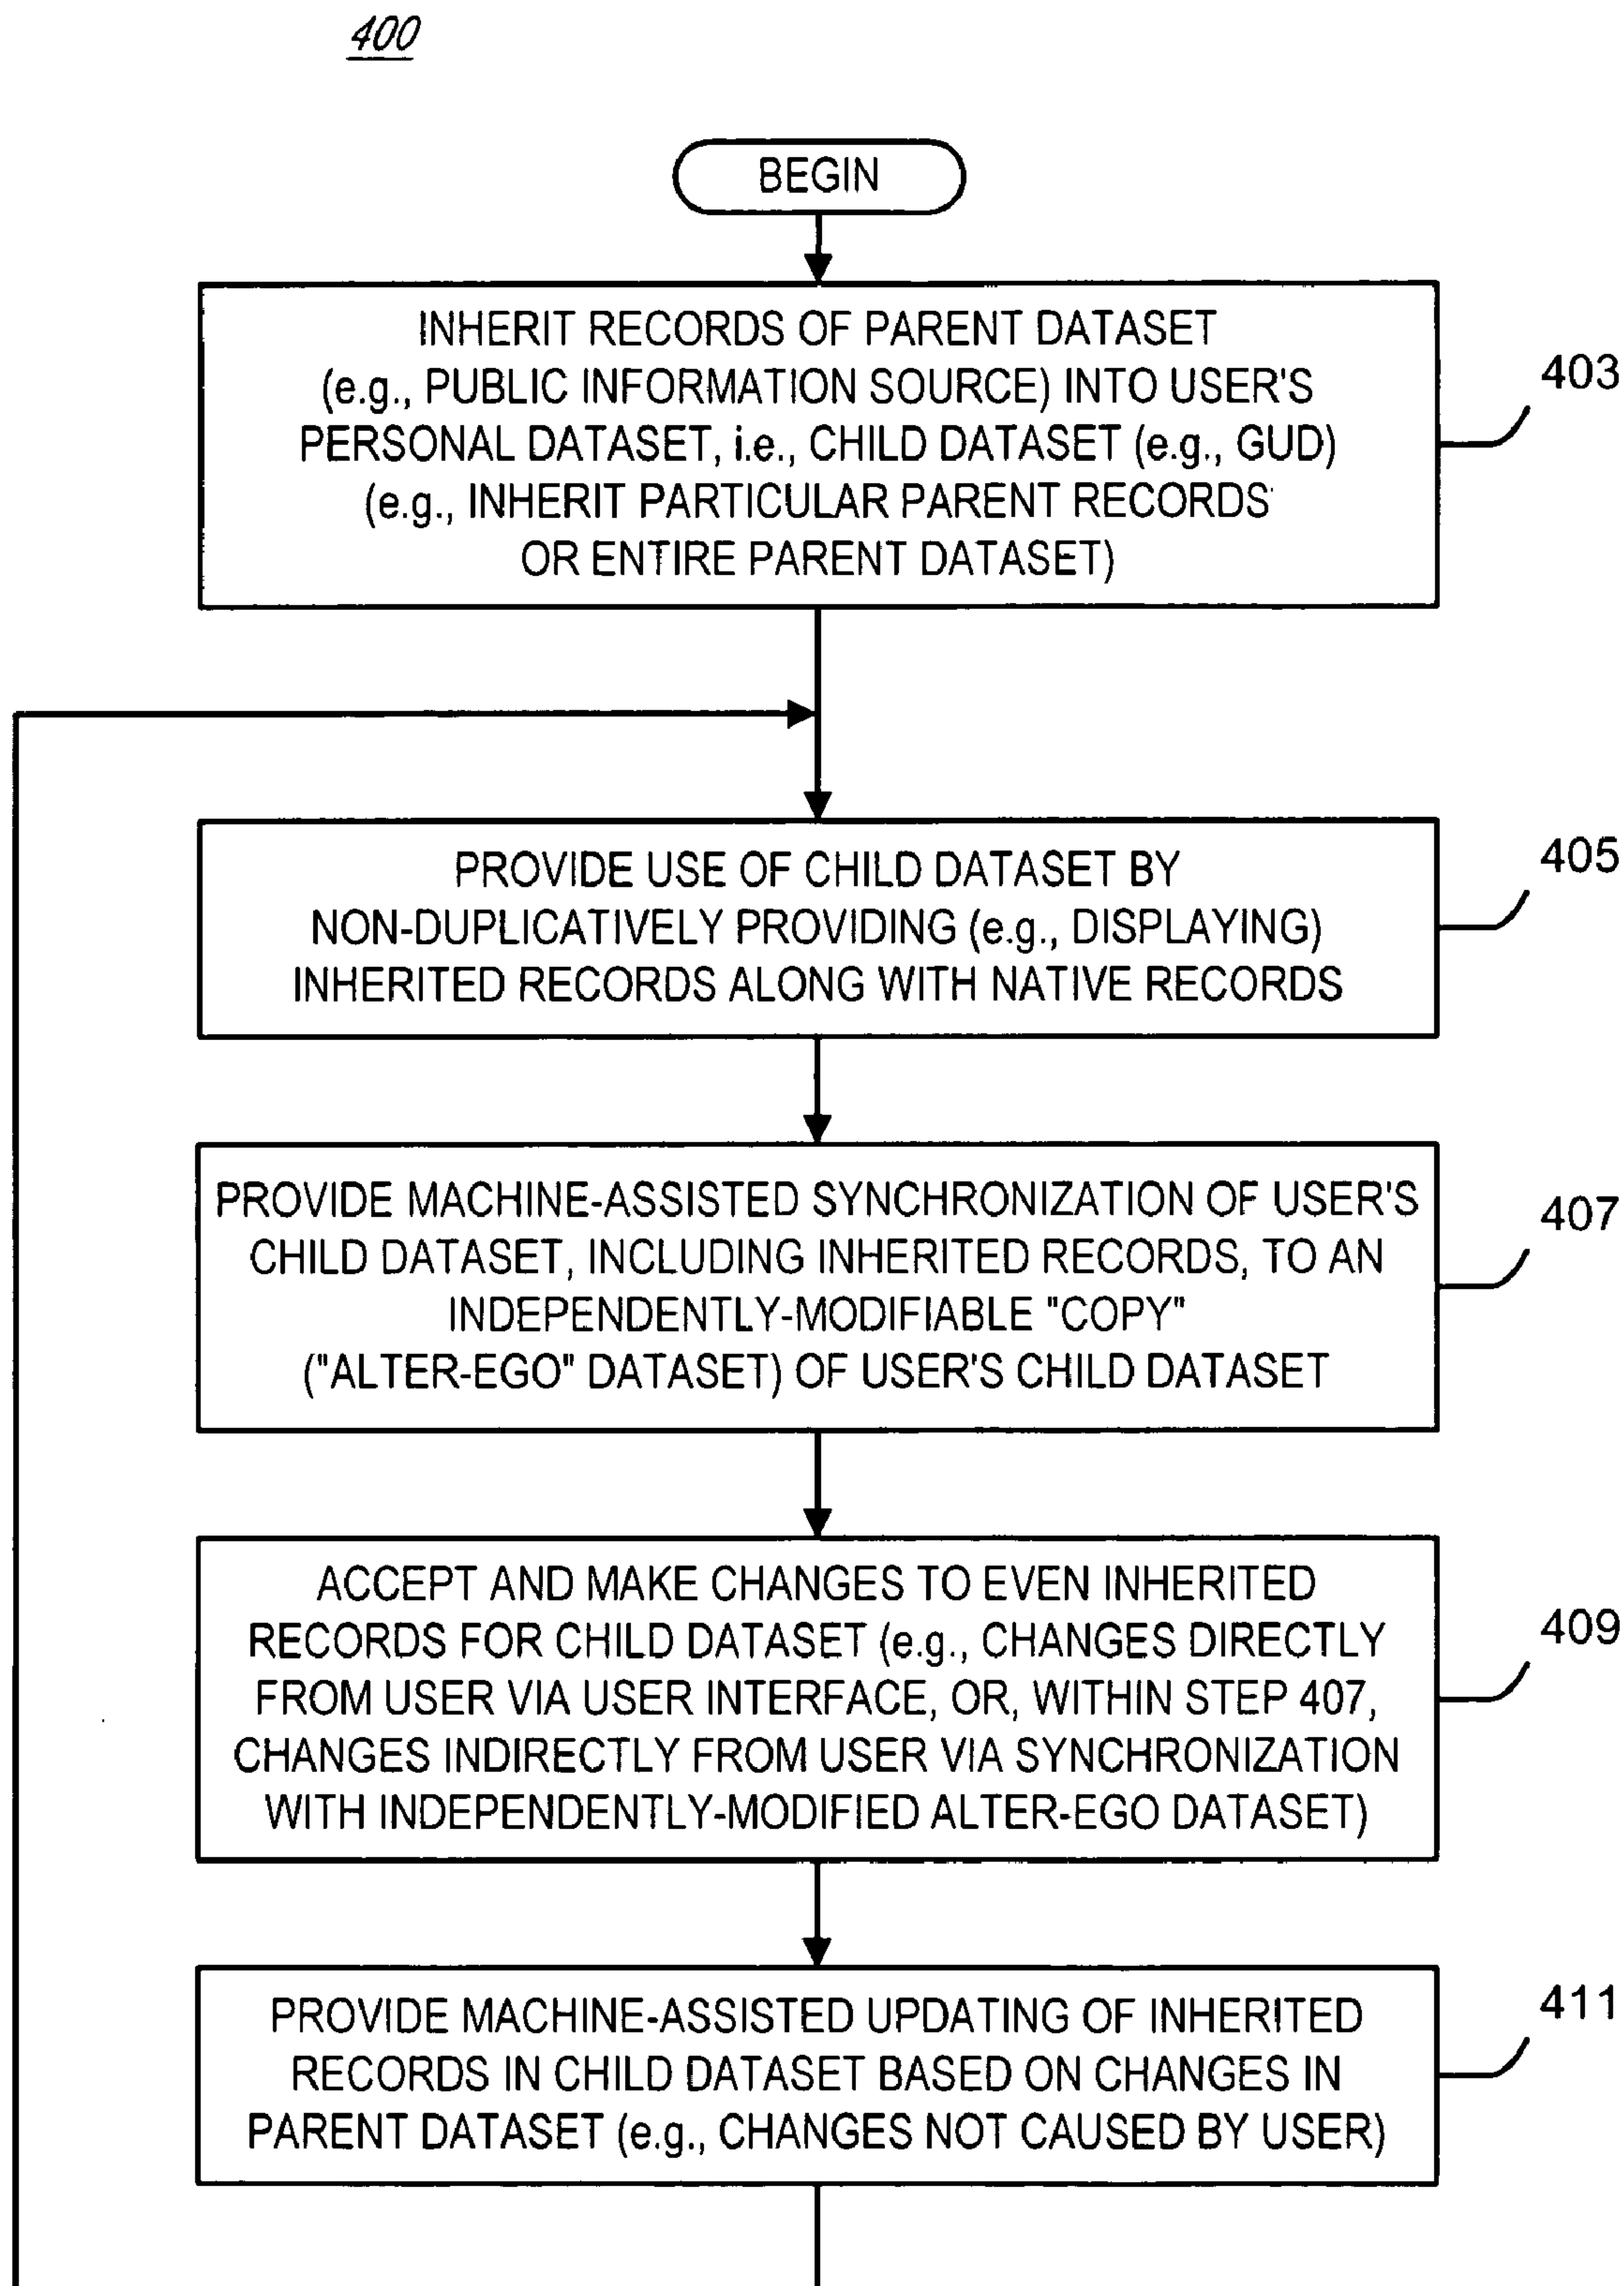 400
BEGIN
INHERIT RECORDS OF PARENT DATASET
(e.g., PUBLIC INFORMATION SOURCE) INTO USER'S
PERSONAL DATASET, i.e., CHILD DATASET (e.g., GUD)
(e.g., INHERIT PARTICULAR PARENT RECORDS
OR ENTIRE PARENT DATASET)
403
PROVIDE USE OF CHILD DATASET BY
NON-DUPLICATIVELY PROVIDING (e.g., DISPLAYING)
INHERITED RECORDS ALONG WITH NATIVE RECORDS
405
PROVIDE MACHINE-ASSISTED SYNCHRONIZATION OF USER'S
CHILD DATASET, INCLUDING INHERITED RECORDS, TO AN
INDEPENDENTLY-MODIFIABLE "COPY"
("ALTER-EGO" DATASET) OF USER'S CHILD DATASET
407
ACCEPT AND MAKE CHANGES TO EVEN INHERITED
RECORDS FOR CHILD DATASET (e.g., CHANGES DIRECTLY
FROM USER VIA USER INTERFACE, OR, WITHIN STEP 407,
CHANGES INDIRECTLY FROM USER VIA SYNCHRONIZATION
WITH INDEPENDENTLY-MODIFIED ALTER-EGO DATASET)
409
PROVIDE MACHINE-ASSISTED UPDATING OF INHERITED
RECORDS IN CHILD DATASET BASED ON CHANGES IN
PARENT DATASET (e.g., CHANGES NOT CAUSED BY USER)
411